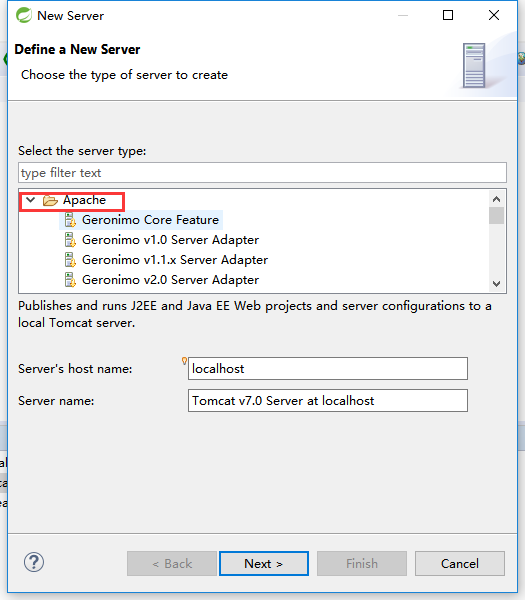 New Server
Define a New Server
Choose the type of server to create
Select the server type:
type filter text
Apache
Geronimo Core Feature
Geronimo v1.0 Server Adapter
Geronimo v1.1.x Server Adapter
Geronimo v2.0 Server Adapter
Publishes and runs J2EE and Java EE Web projects and server configurations to a
local Tomcat server.
Server's host name:
localhost
Server name:
Tomcat v7.0 Server at localhost
?
< Back
Next >
Finish
Cancel